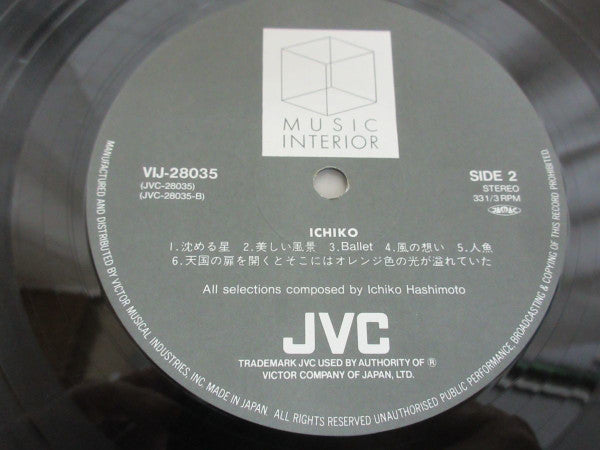 MUSIC
INTERIOR
VIJ-28035
(JVC-28035)
(JVC-28035-B)
SIDE 2
STEREO
33 1/3 RPM
JASRAC
ICHIKO
1. 沈める星 2. 美しい風景 3. Ballet 4. 風の想い 5. 人魚
6. 天国の扉を開くとそこにはオレンジ色の光が溢れていた
All selections composed by Ichiko Hashimoto
JVC
TRADEMARK JVC USED BY AUTHORITY OF ®
VICTOR COMPANY OF JAPAN, LTD.
MANUFACTURED AND DISTRIBUTED BY VICTOR MUSICAL INDUSTRIES, INC. MADE IN JAPAN. ALL RIGHTS RESERVED UNAUTHORISED PUBLIC PERFORMANCE, BROADCASTING & COPYING OF THIS RECORD PROHIBITED.